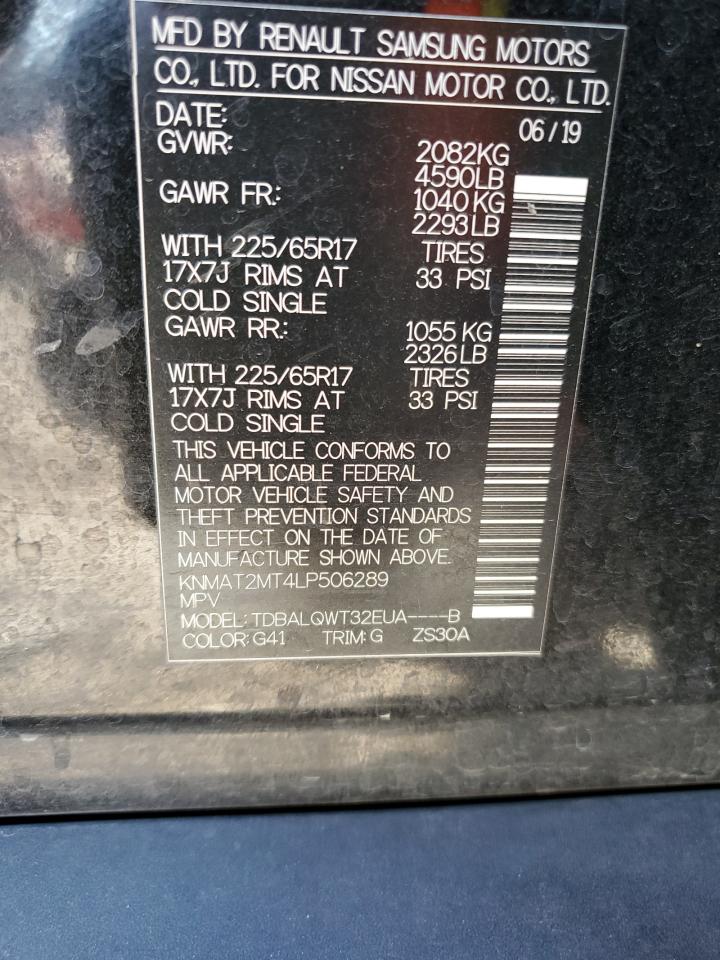 MFD BY RENAULT SAMSUNG MOTORS
CO., LTD. FOR NISSAN MOTOR CO., LTD.
DATE: 06/19
GVWR: 2082KG
4590LB
GAWR FR: 1040KG
2293LB
WITH 225/65R17 TIRES
17X7J RIMS AT 33 PSI
COLD SINGLE
GAWR RR: 1055KG
2326LB
WITH 225/65R17 TIRES
17X7J RIMS AT 33 PSI
COLD SINGLE
THIS VEHICLE CONFORMS TO
ALL APPLICABLE FEDERAL
MOTOR VEHICLE SAFETY AND
THEFT PREVENTION STANDARDS
IN EFFECT ON THE DATE OF
MANUFACTURE SHOWN ABOVE.
KNMAT2MT4LP506289
MPV
MODEL: TDBALQWT32EUA----B
COLOR: G41 TRIM: G ZS30A